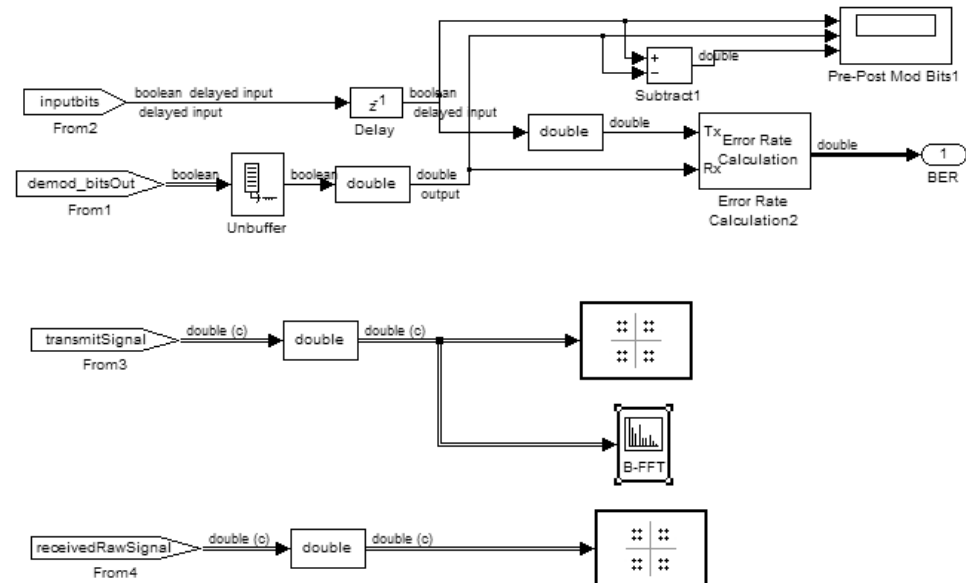 Pre-Post Mod Bits1
+
−
double
Subtract1
inputbits
From2
boolean delayed input
delayed input
z-1
Delay
boolean
delayed input
double
double
Tx
Rx
Error Rate
Calculation
Error Rate
Calculation2
double
1
BER
demod_bitsOut
From1
boolean
Unbuffer
boolean
double
double
output
transmitSignal
From3
double (c)
double
double (c)
B-FFT
receivedRawSignal
From4
double (c)
double
double (c)